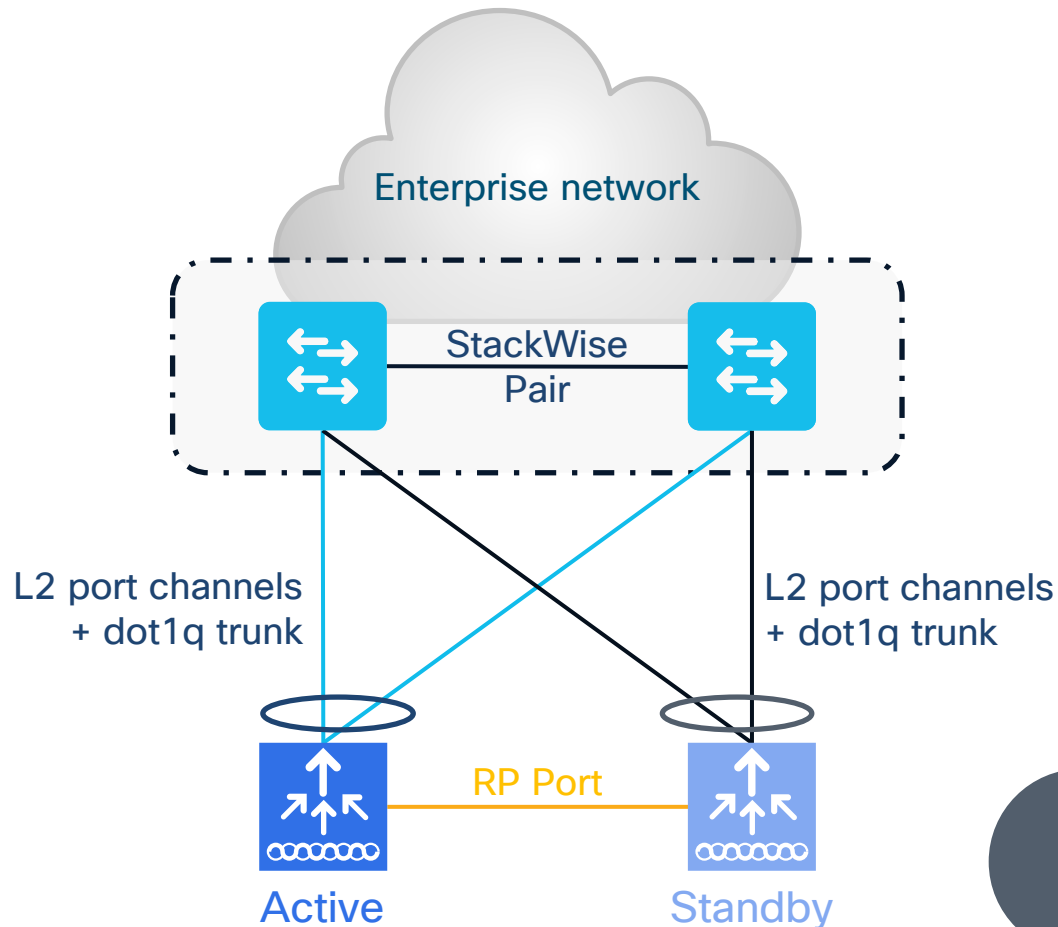 Enterprise network
StackWise
Pair
L2 port channels
+ dot1q trunk
L2 port channels
+ dot1q trunk
RP Port
Active
Standby